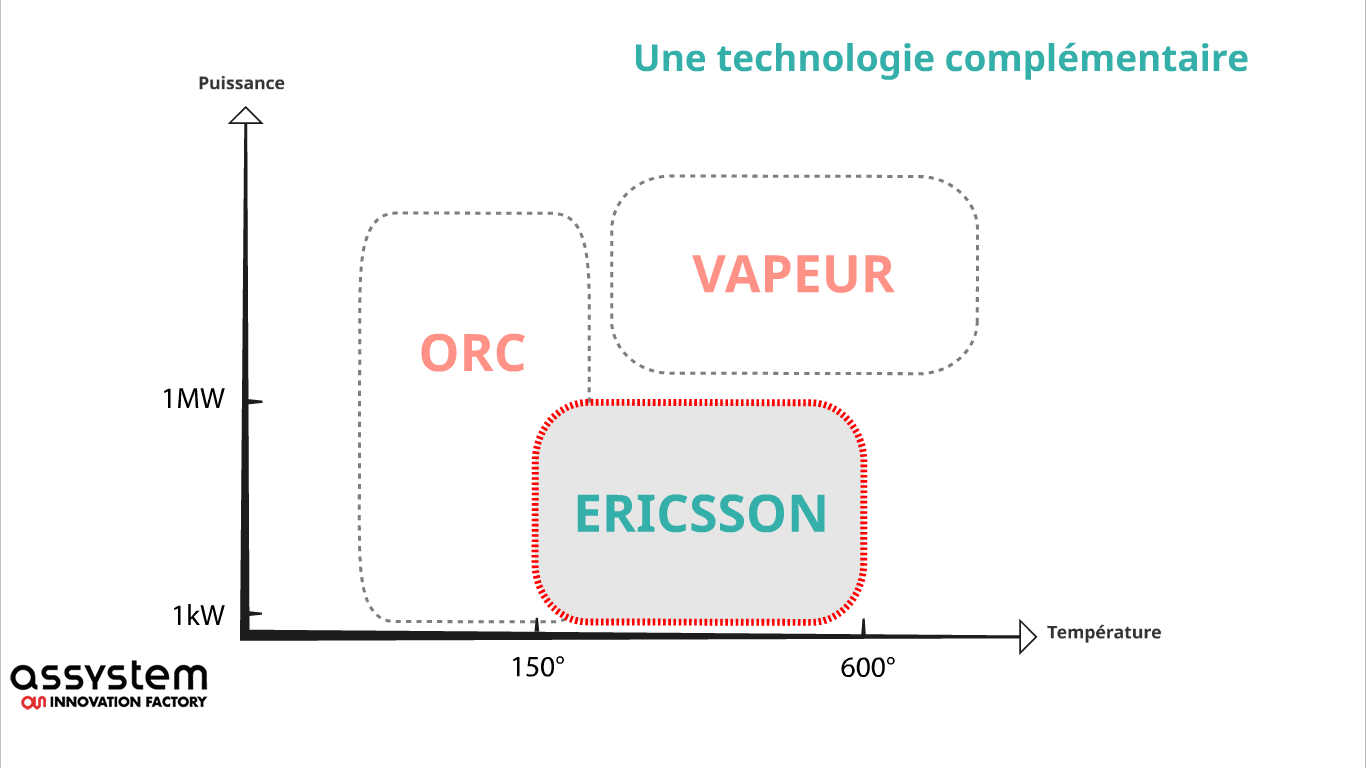 Une technologie complémentaire
Puissance
VAPEUR
ORC
1MW
ERICSSON
1kW
Température
150°
600°
assystem
INNOVATION FACTORY